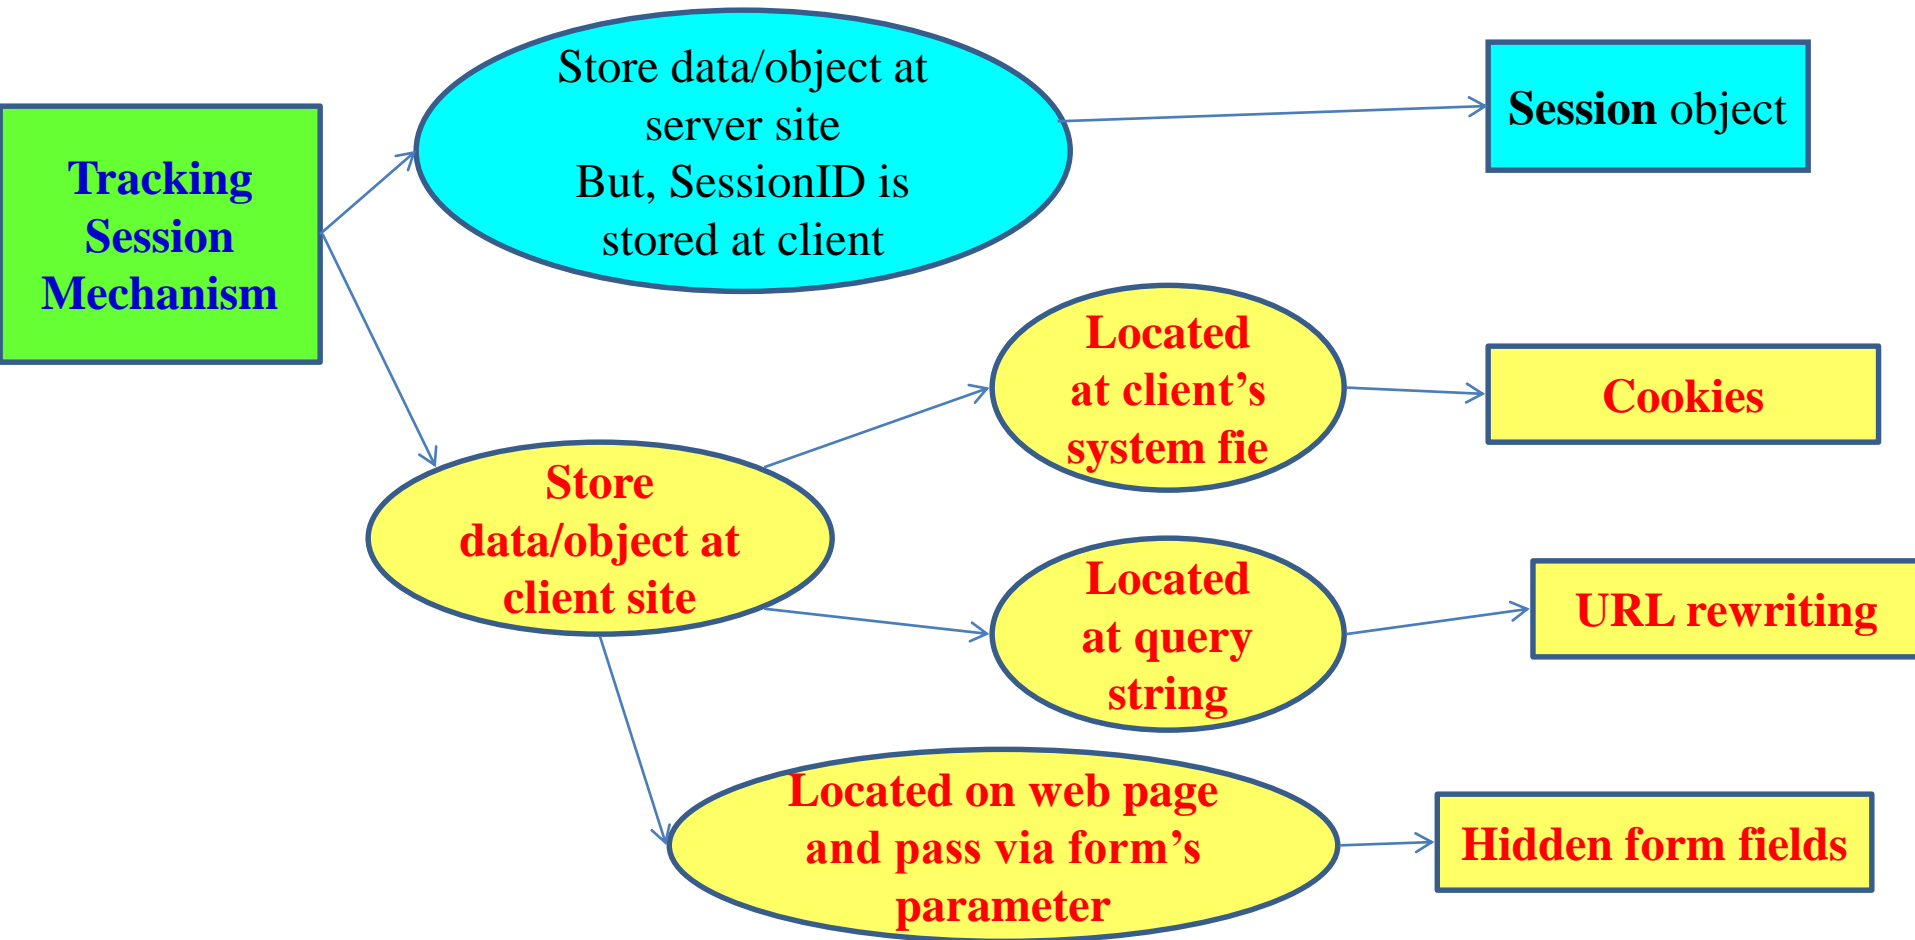 Tracking
Session
Mechanism
Store data/object at
server site
But, SessionID is
stored at client
Session object
Store
data/object at
client site
Located
at client’s
system fie
Cookies
Located
at query
string
URL rewriting
Located on web page
and pass via form’s
parameter
Hidden form fields